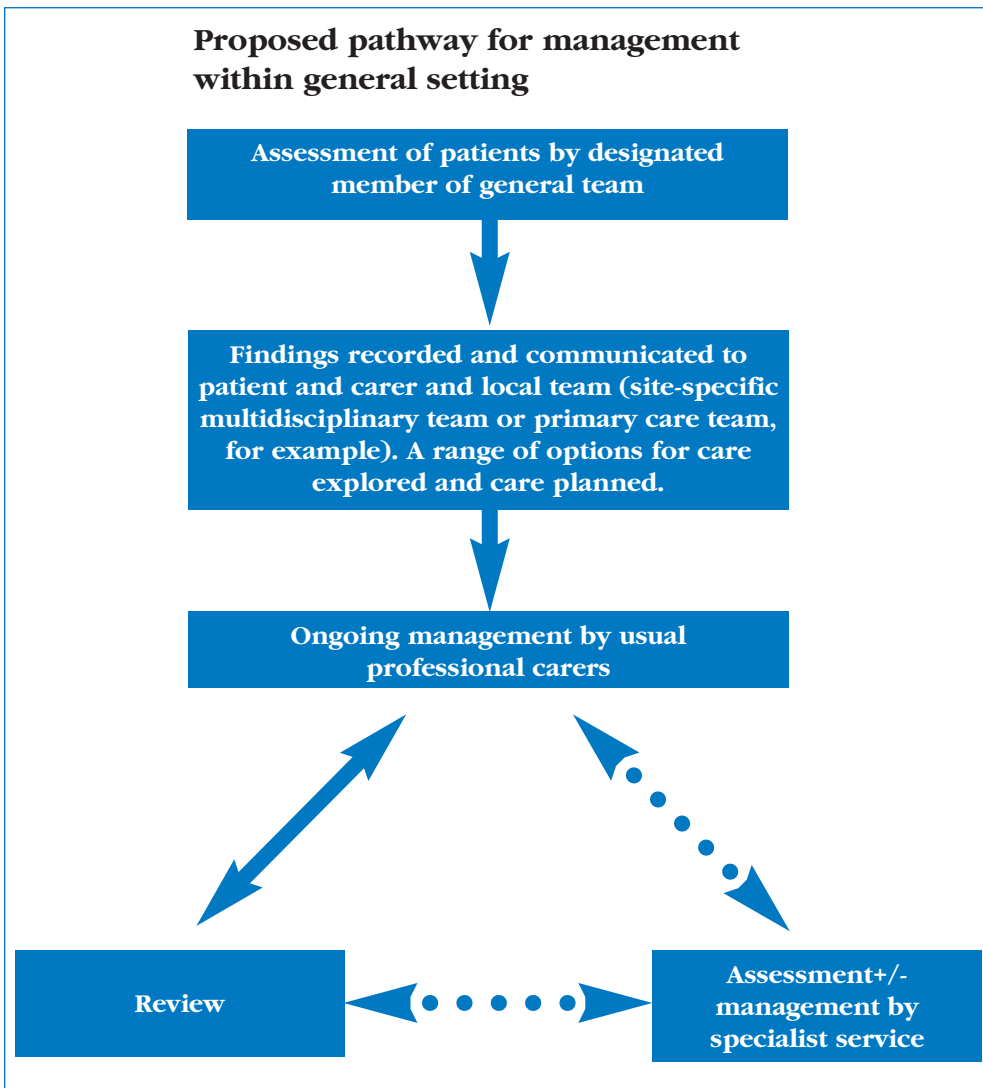 Proposed pathway for management
within general setting
Assessment of patients by designated
member of general team
Findings recorded and communicated to
patient and carer and local team (site-specific
multidisciplinary team or primary care team,
for example). A range of options for care
explored and care planned.
Ongoing management by usual
professional carers
Review
Assessment+/-
management by
specialist service